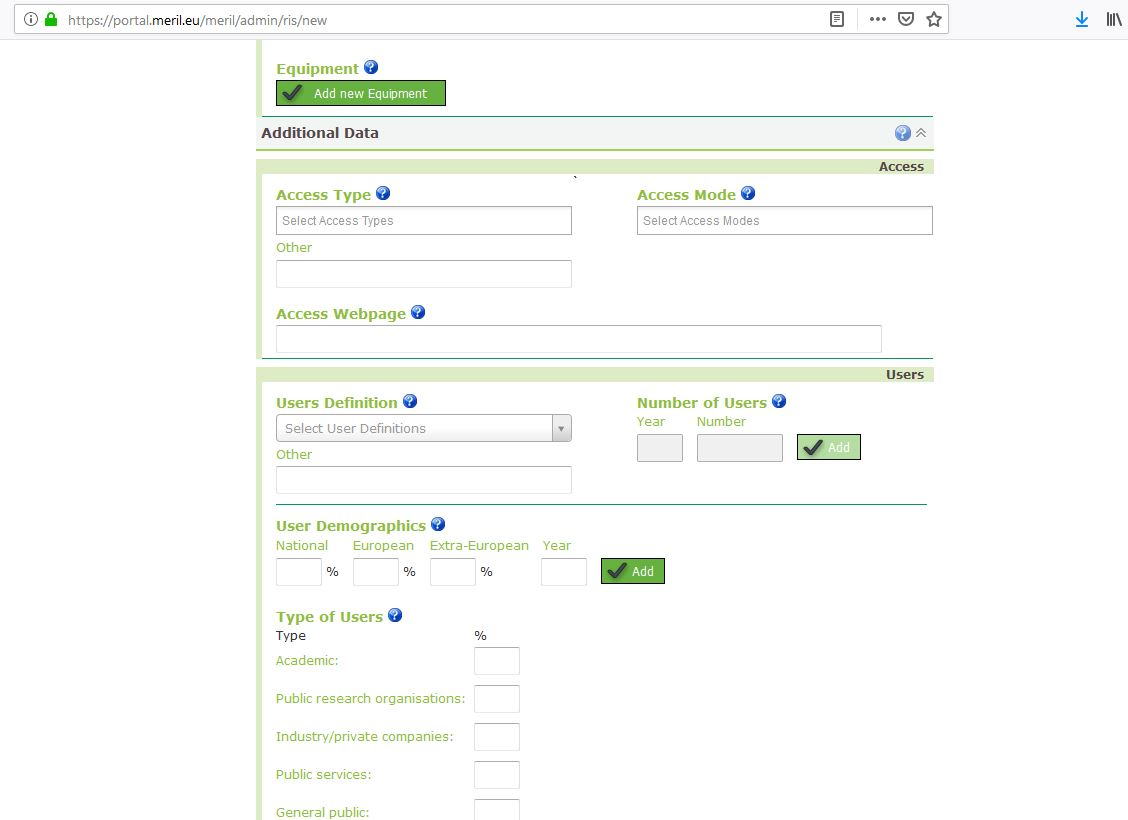 https://portal.meril.eu/meril/admin/ris/new
Equipment
Add new Equipment
Additional Data
Access
Access Type
Access Mode
Select Access Types
Select Access Modes
Other
Access Webpage
Users
Users Definition
Number of Users
Year Number
Select User Definitions
Add
Other
User Demographics
National European Extra-European Year
% % % Add
Type of Users
Type %
Academic:
Public research organisations:
Industry/private companies:
Public services:
General public: